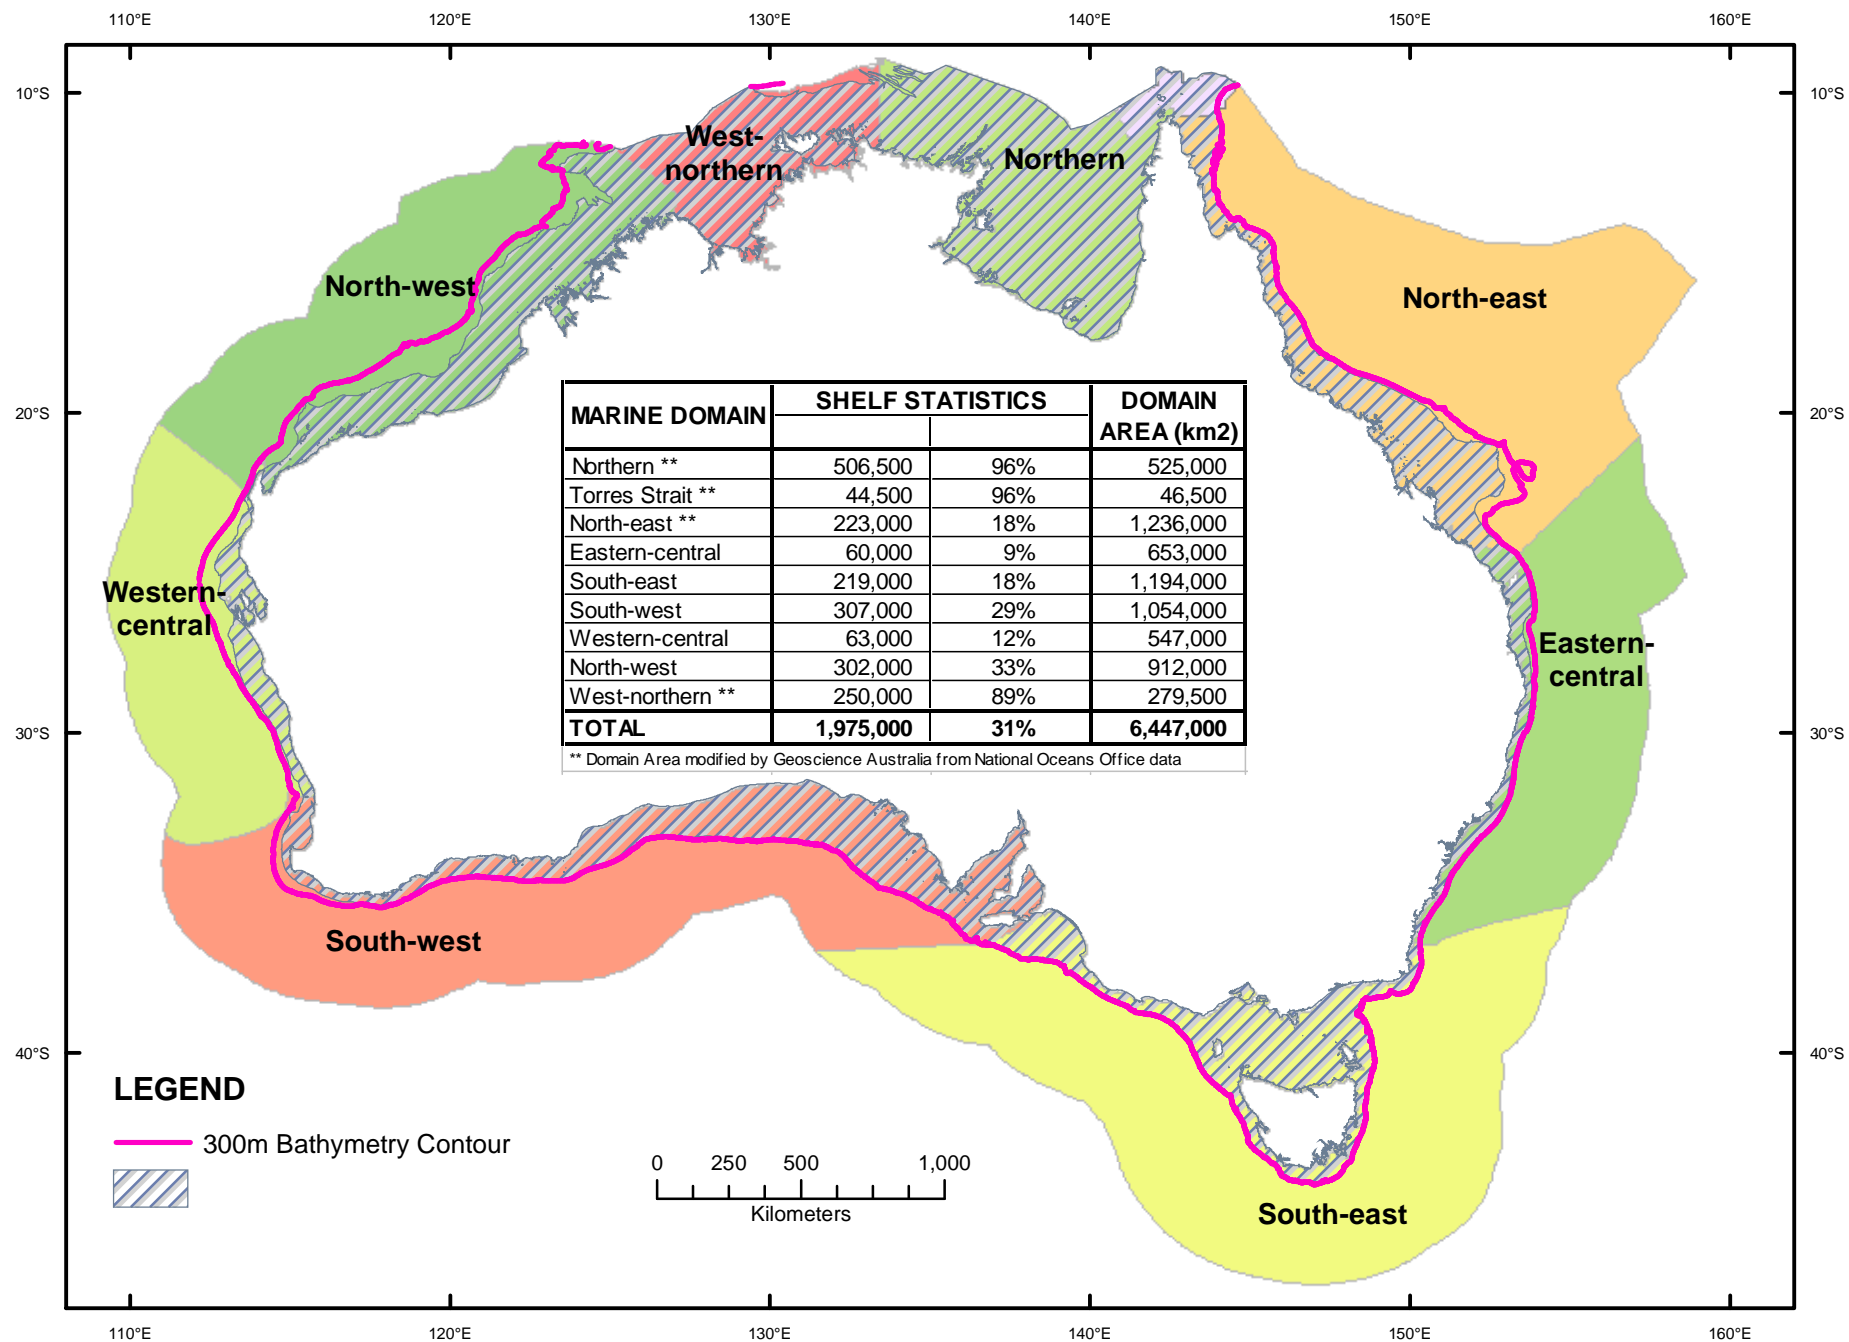 110°E 120°E 130°E 140°E 150°E 160°E
10°S 10°S
West-
northern
Northern
North-west
North-east
20°S 20°S
MARINE DOMAIN SHELF STATISTICS DOMAIN
AREA (km2)
Northern ** 506,500 96% 525,000
Torres Strait ** 44,500 96% 46,500
North-east ** 223,000 18% 1,236,000
Eastern-central 60,000 9% 653,000
South-east 219,000 18% 1,194,000
South-west 307,000 29% 1,054,000
Western-central 63,000 12% 547,000
North-west 302,000 33% 912,000
West-northern ** 250,000 89% 279,500
TOTAL 1,975,000 31% 6,447,000
** Domain Area modified by Geoscience Australia from National Oceans Office data
Western-
central
Eastern-
central
30°S 30°S
South-west
40°S 40°S
LEGEND
300m Bathymetry Contour
0 250 500 1,000
Kilometers
South-east
110°E 120°E 130°E 140°E 150°E 160°E